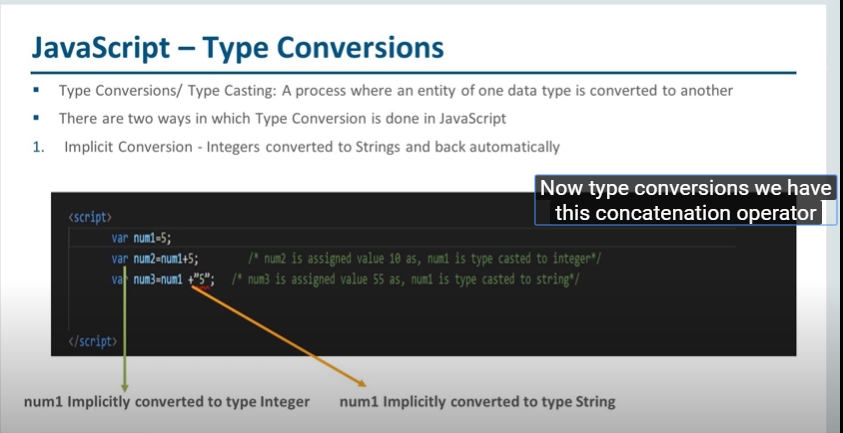 JavaScript – Type Conversions
▪ Type Conversions/ Type Casting: A process where an entity of one data type is converted to another
▪ There are two ways in which Type Conversion is done in JavaScript
1. Implicit Conversion - Integers converted to Strings and back automatically
Now type conversions we have
this concatenation operator
<script>
var num1=5;
var num2=num1+5; /* num2 is assigned value 10 as, num1 is type casted to integer*/
var num3=num1 +"5"; /* num3 is assigned value 55 as, num1 is type casted to string*/
</script>
num1 Implicitly converted to type Integer num1 Implicitly converted to type String